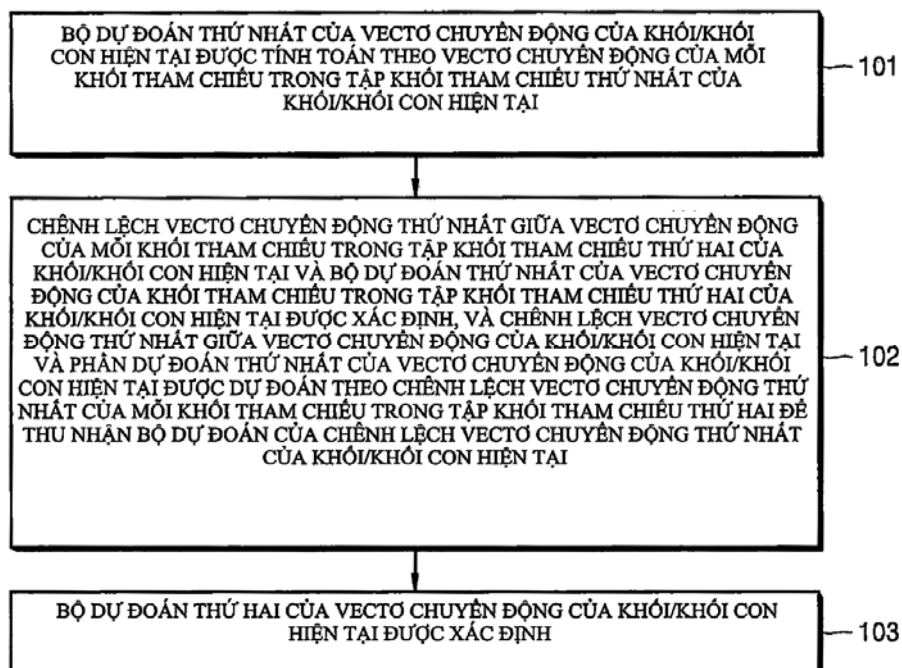 BỘ DỰ ĐOÁN THỨ NHẤT CỦA VECTƠ CHUYỂN ĐỘNG CỦA KHỐI/KHỐI
CON HIỆN TẠI ĐƯỢC TÍNH TOÁN THEO VECTƠ CHUYỂN ĐỘNG CỦA MỖI
KHỐI THAM CHIẾU TRONG TẬP KHỐI THAM CHIẾU THỨ NHẤT CỦA
KHỐI/KHỐI CON HIỆN TẠI
101
CHÊNH LỆCH VECTƠ CHUYỂN ĐỘNG THỨ NHẤT GIỮA VECTƠ CHUYỂN ĐỘNG
CỦA MỖI KHỐI THAM CHIẾU TRONG TẬP KHỐI THAM CHIẾU THỨ HAI CỦA
KHỐI/KHỐI CON HIỆN TẠI VÀ BỘ DỰ ĐOÁN THỨ NHẤT CỦA VECTƠ CHUYỂN
ĐỘNG CỦA KHỐI THAM CHIẾU TRONG TẬP KHỐI THAM CHIẾU THỨ HAI CỦA
KHỐI/KHỐI CON HIỆN TẠI ĐƯỢC XÁC ĐỊNH, VÀ CHÊNH LỆCH VECTƠ CHUYỂN
ĐỘNG THỨ NHẤT GIỮA VECTƠ CHUYỂN ĐỘNG CỦA KHỐI/KHỐI CON HIỆN TẠI
VÀ PHẦN DỰ ĐOÁN THỨ NHẤT CỦA VECTƠ CHUYỂN ĐỘNG CỦA KHỐI/KHỐI
CON HIỆN TẠI ĐƯỢC DỰ ĐOÁN THEO CHÊNH LỆCH VECTƠ CHUYỂN ĐỘNG THỨ
NHẤT CỦA MỖI KHỐI THAM CHIẾU TRONG TẬP KHỐI THAM CHIẾU THỨ HAI ĐỂ
THU NHẬN BỘ DỰ ĐOÁN CỦA CHÊNH LỆCH VECTƠ CHUYỂN ĐỘNG THỨ NHẤT
CỦA KHỐI/KHỐI CON HIỆN TẠI
102
BỘ DỰ ĐOÁN THỨ HAI CỦA VECTƠ CHUYỂN ĐỘNG CỦA KHỐI/KHỐI CON
HIỆN TẠI ĐƯỢC XÁC ĐỊNH
103